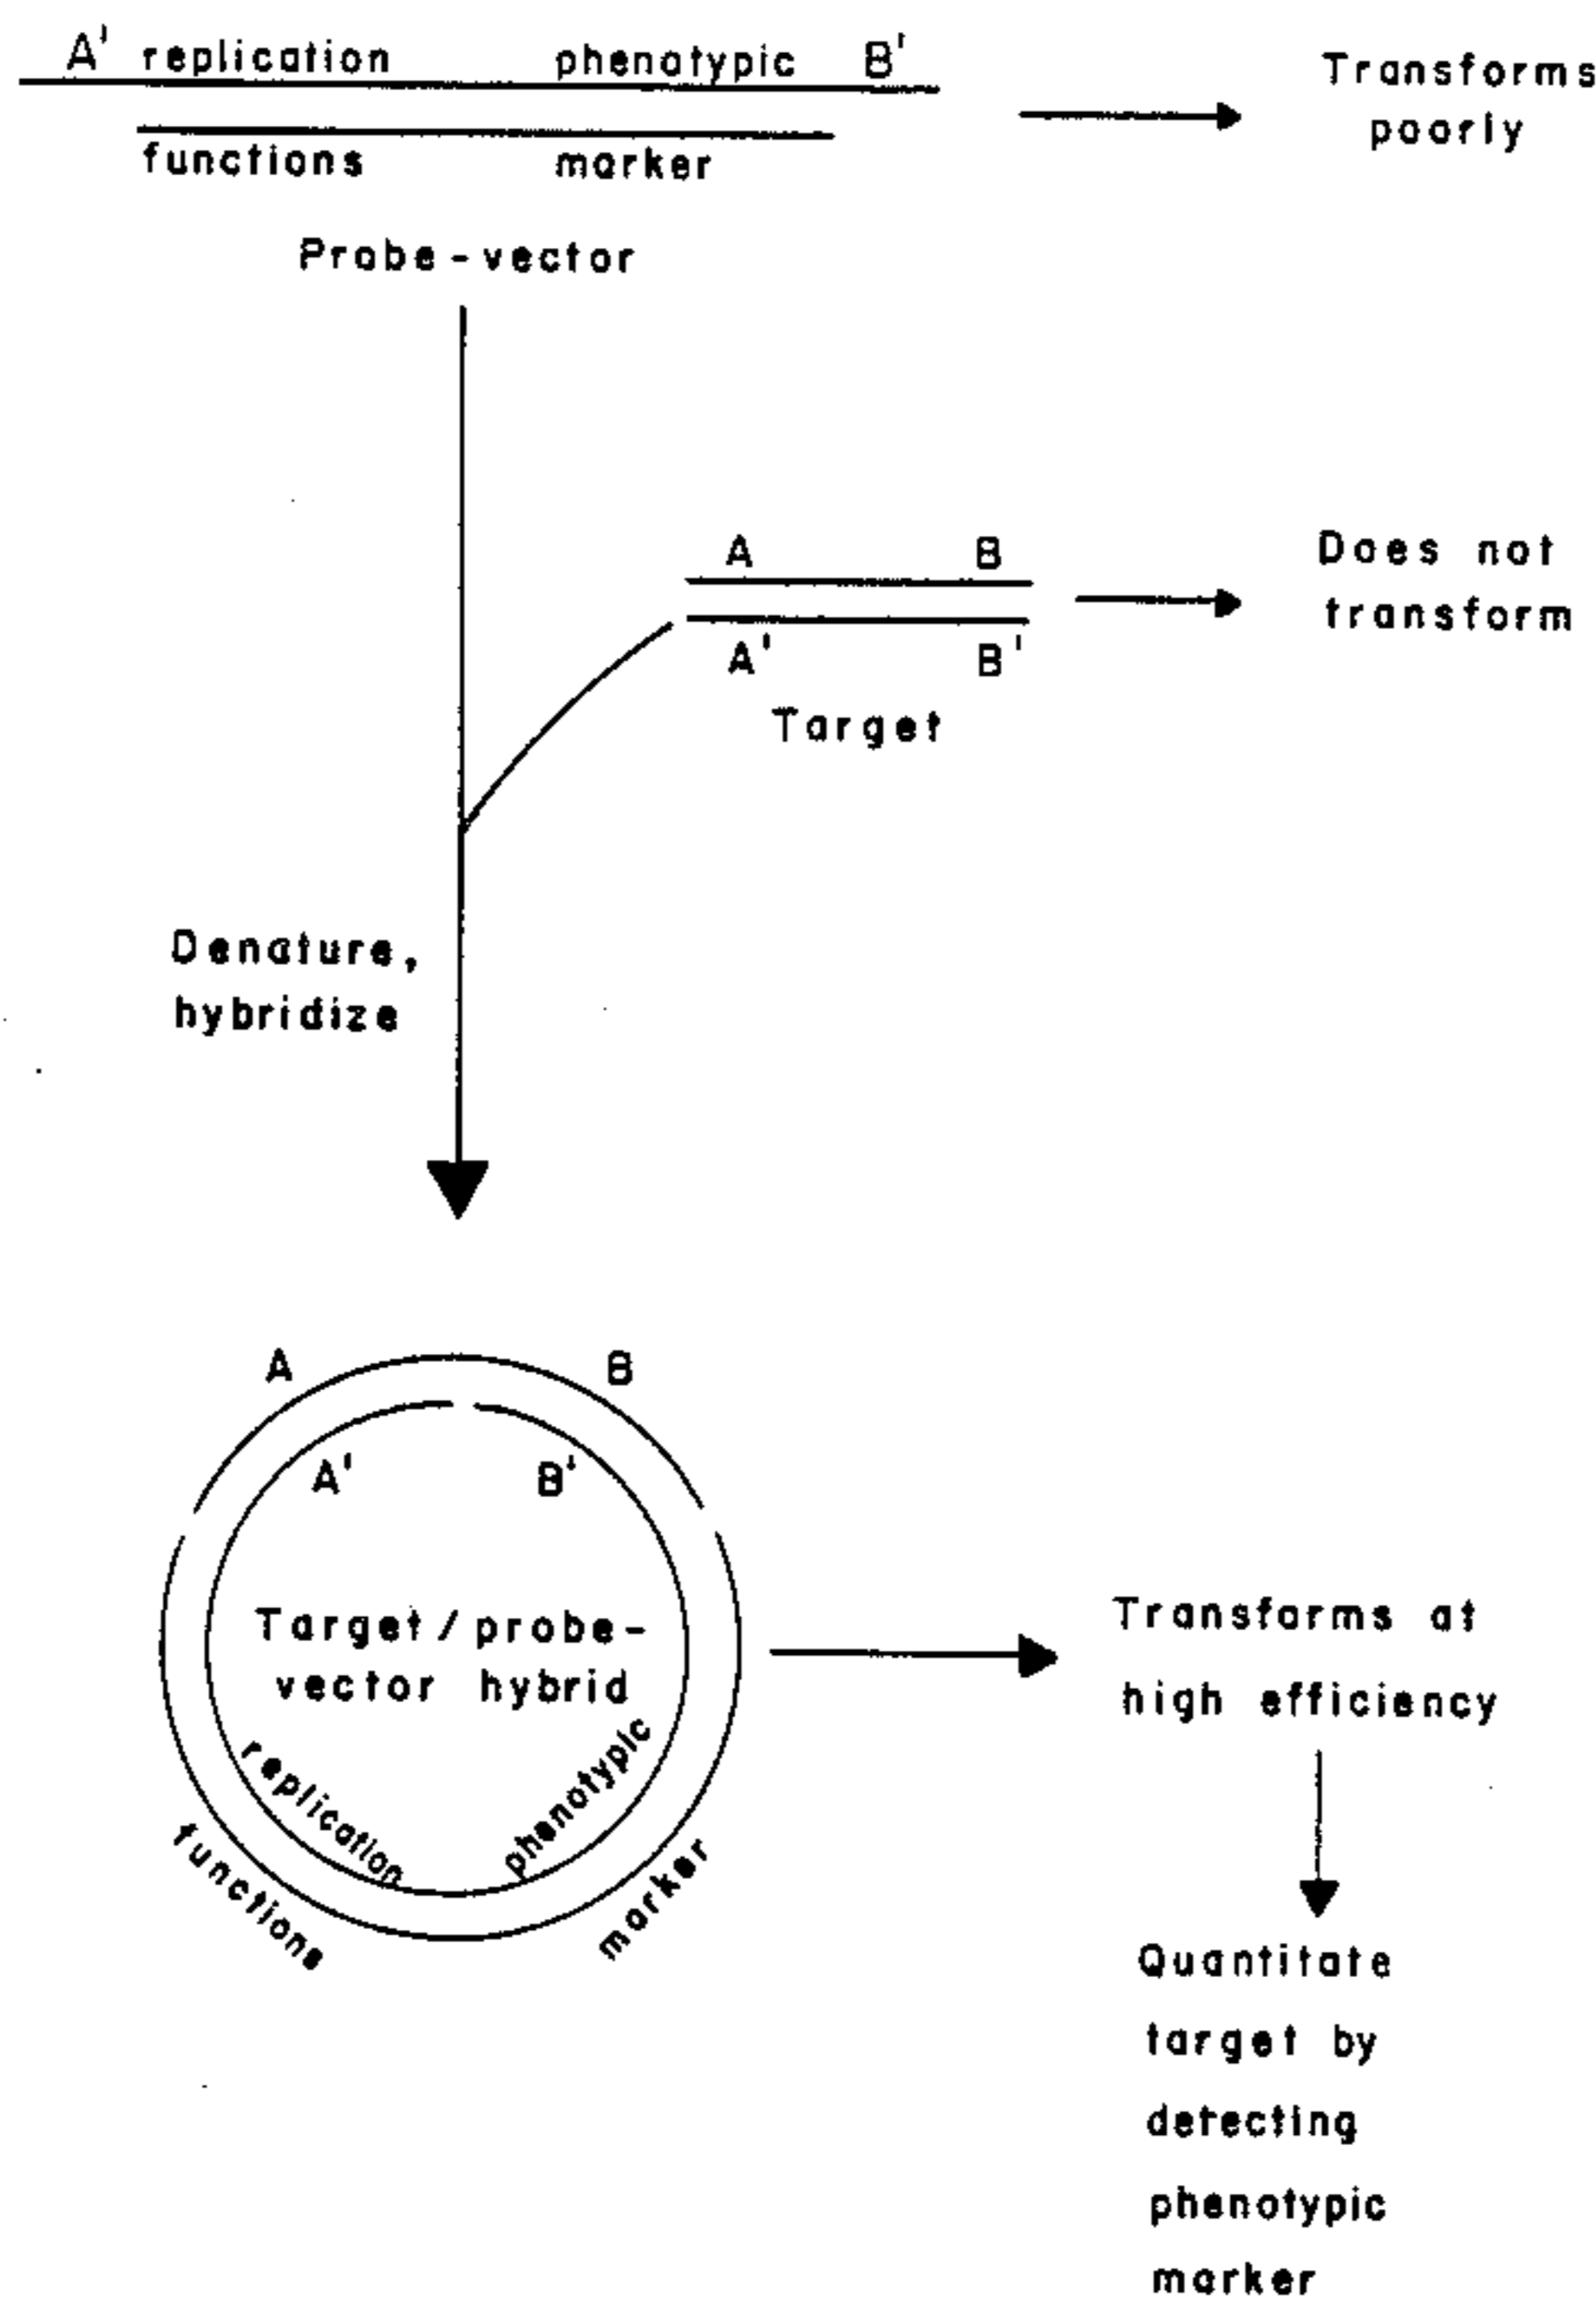 A' replication phenotypic B'
functions marker
Probe-vector
Transforms
poorly
A B
A' B'
Target
Does not
transform
Denature,
hybridize
A B
A' B'
Target/probe-
vector hybrid
replication phenotypic
functions marker
Transforms at
high efficiency
Quantitate
target by
detecting
phenotypic
marker